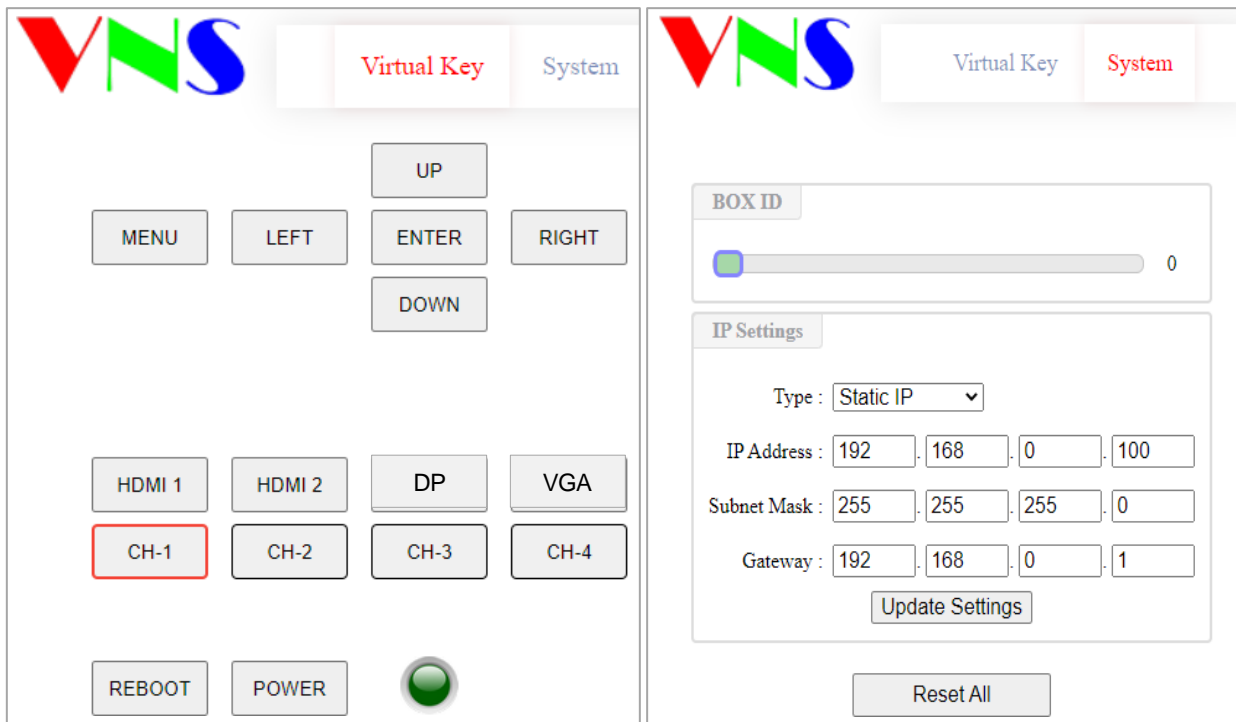 VNS
Virtual Key System
UP
MENU LEFT ENTER RIGHT
DOWN
HDMI 1 HDMI 2 DP VGA
CH-1 CH-2 CH-3 CH-4
REBOOT POWER
VNS
Virtual Key System
BOX ID
0
IP Settings
Type : Static IP
IP Address : 192 . 168 . 0 . 100
Subnet Mask : 255 . 255 . 255 . 0
Gateway : 192 . 168 . 0 . 1
Update Settings
Reset All